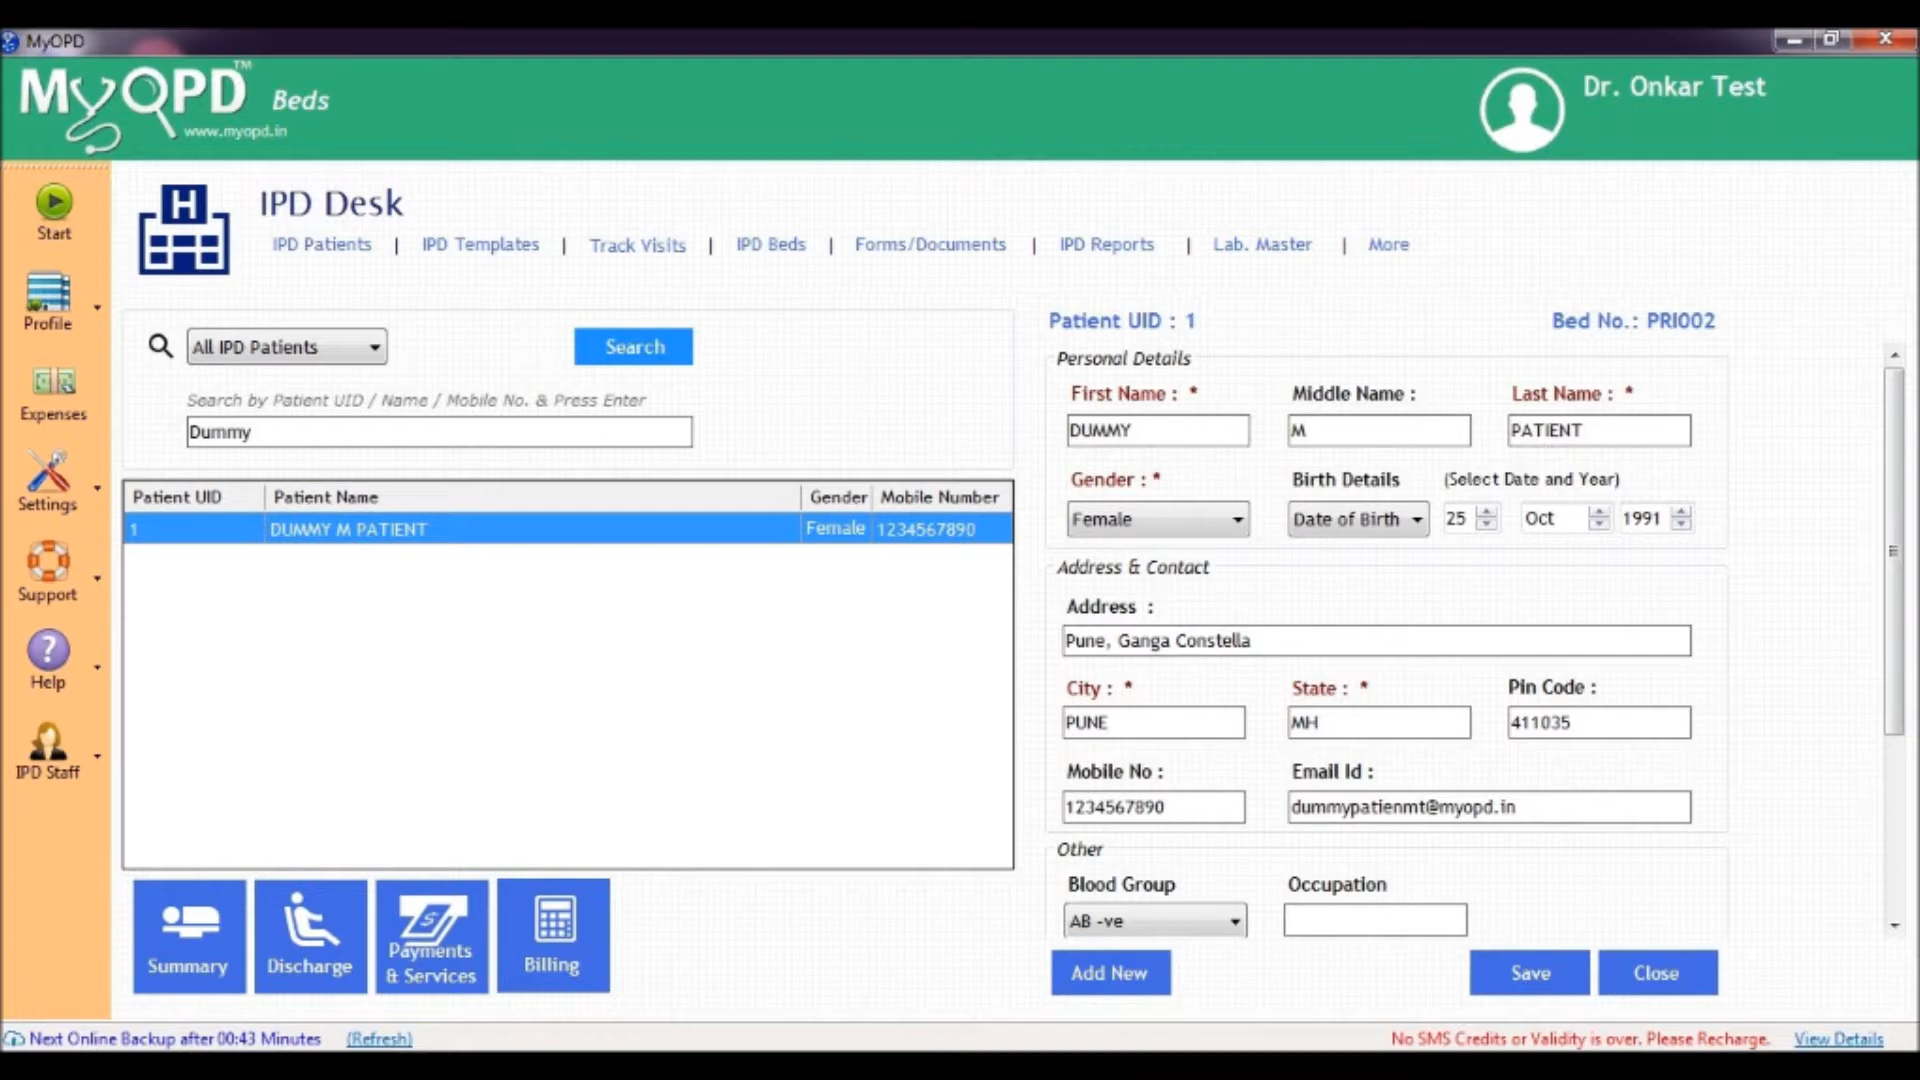 MyOPD
MyOPD™ Beds
www.myopd.in
Dr. Onkar Test
Start
Profile
Expenses
Settings
Support
Help
IPD Staff
H
IPD Desk
IPD Patients | IPD Templates | Track Visits | IPD Beds | Forms/Documents | IPD Reports | Lab. Master | More
All IPD Patients
Search
Search by Patient UID / Name / Mobile No. & Press Enter
Dummy
Patient UID Patient Name Gender Mobile Number
1 DUMMY M PATIENT Female 1234567890
Summary
Discharge
Payments
& Services
Billing
Patient UID : 1 Bed No.: PRI002
Personal Details
First Name : * Middle Name : Last Name : *
DUMMY M PATIENT
Gender : * Birth Details (Select Date and Year)
Female Date of Birth 25 Oct 1991
Address & Contact
Address :
Pune, Ganga Constella
City : * State : * Pin Code :
PUNE MH 411035
Mobile No : Email Id :
1234567890 dummypatienmt@myopd.in
Other
Blood Group Occupation
AB -ve
Add New Save Close
Next Online Backup after 00:43 Minutes (Refresh)
No SMS Credits or Validity is over. Please Recharge. View Details